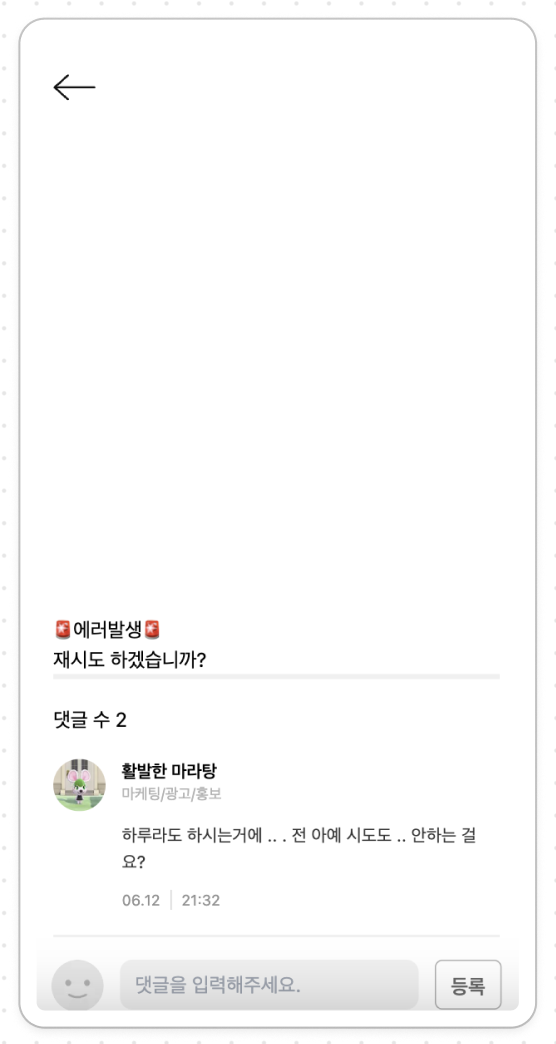 🚨에러발생🚨
재시도 하겠습니까?
댓글 수 2
활발한 마라탕
마케팅/광고/홍보
하루라도 하시는거에 .. . 전 아예 시도도 .. 안하는 걸
요?
06.12 | 21:32
댓글을 입력해주세요.
등록